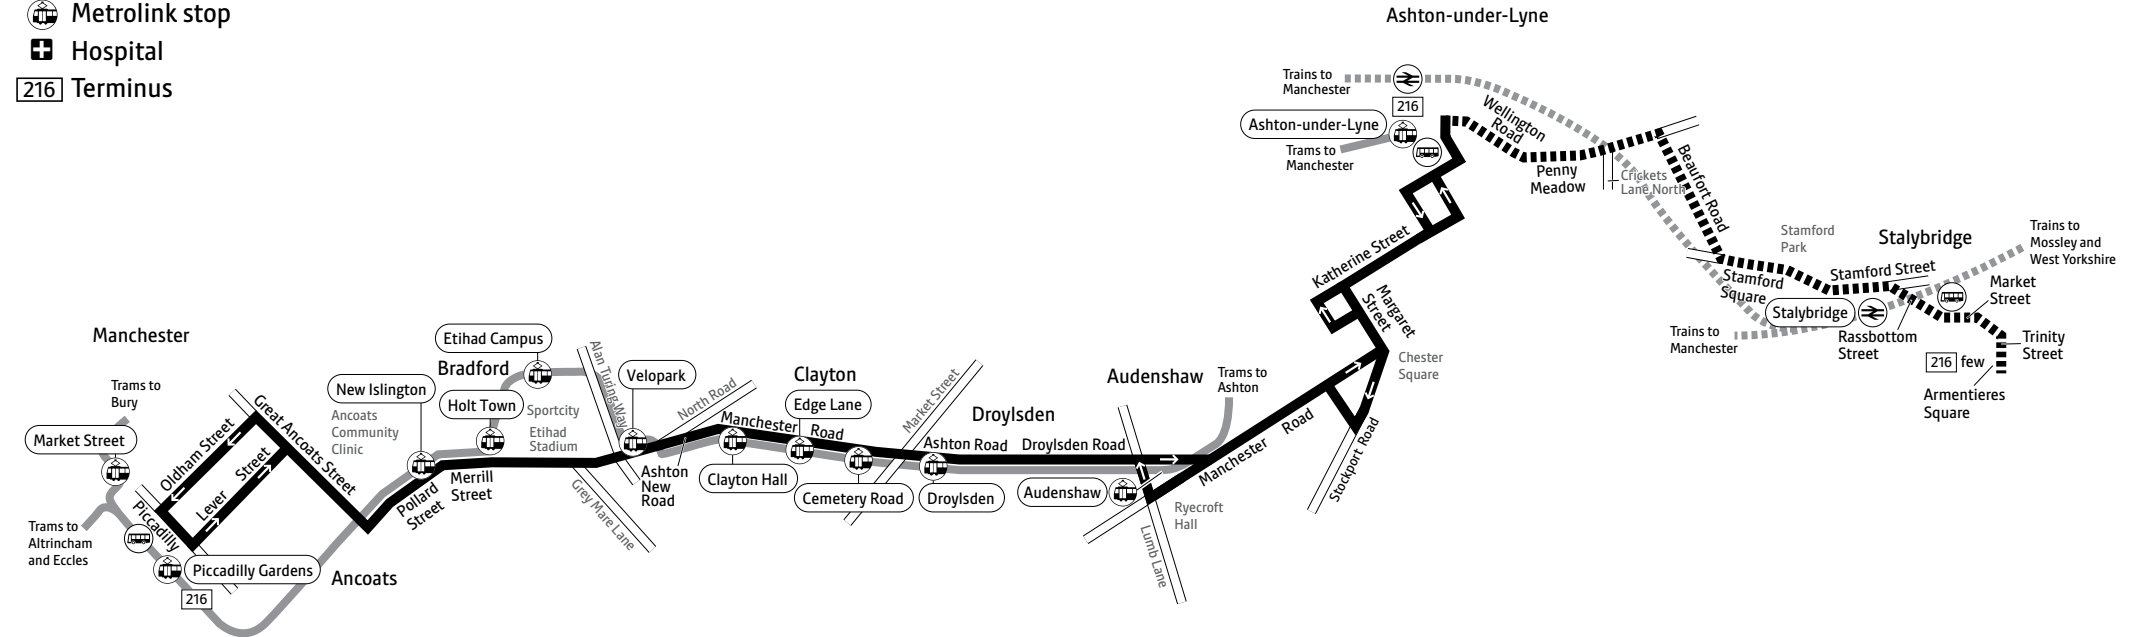 Metrolink stop
Hospital
216 Terminus
Ashton-under-Lyne
Trains to
Manchester
216
Ashton-under-Lyne
Trams to
Manchester
Wellington
Road
Penny
Meadow
Crickets
Lane North
Beaufort Road
Stamford
Park
Stalybridge
Trains to
Mossley and
West Yorkshire
Stamford
Square
Stamford Street
Market
Street
Stalybridge
Trains to
Manchester
Rassbottom
Street
Trinity
Street
216 few
Armentieres
Square
Katherine Street
Margaret
Street
Chester
Square
Manchester
Trams to
Bury
Market Street
Oldham Street
Great Ancoats Street
Lever Street
Piccadilly
Trams to
Altrincham
and Eccles
Piccadilly Gardens
216
Ancoats
New Islington
Ancoats
Community
Clinic
Etihad Campus
Bradford
Holt Town
Sportcity
Etihad
Stadium
Pollard
Street
Merrill
Street
Alan Turing Way
Grey Mare Lane
Velopark
North Road
Ashton
New
Road
Clayton
Manchester Road
Edge Lane
Clayton Hall
Cemetery Road
Market Street
Droylsden
Ashton Road
Droylsden Road
Droylsden
Audenshaw
Trams to
Ashton
Audenshaw
Manchester Road
Ryecroft
Hall
Lumb Lane
Stockport Road